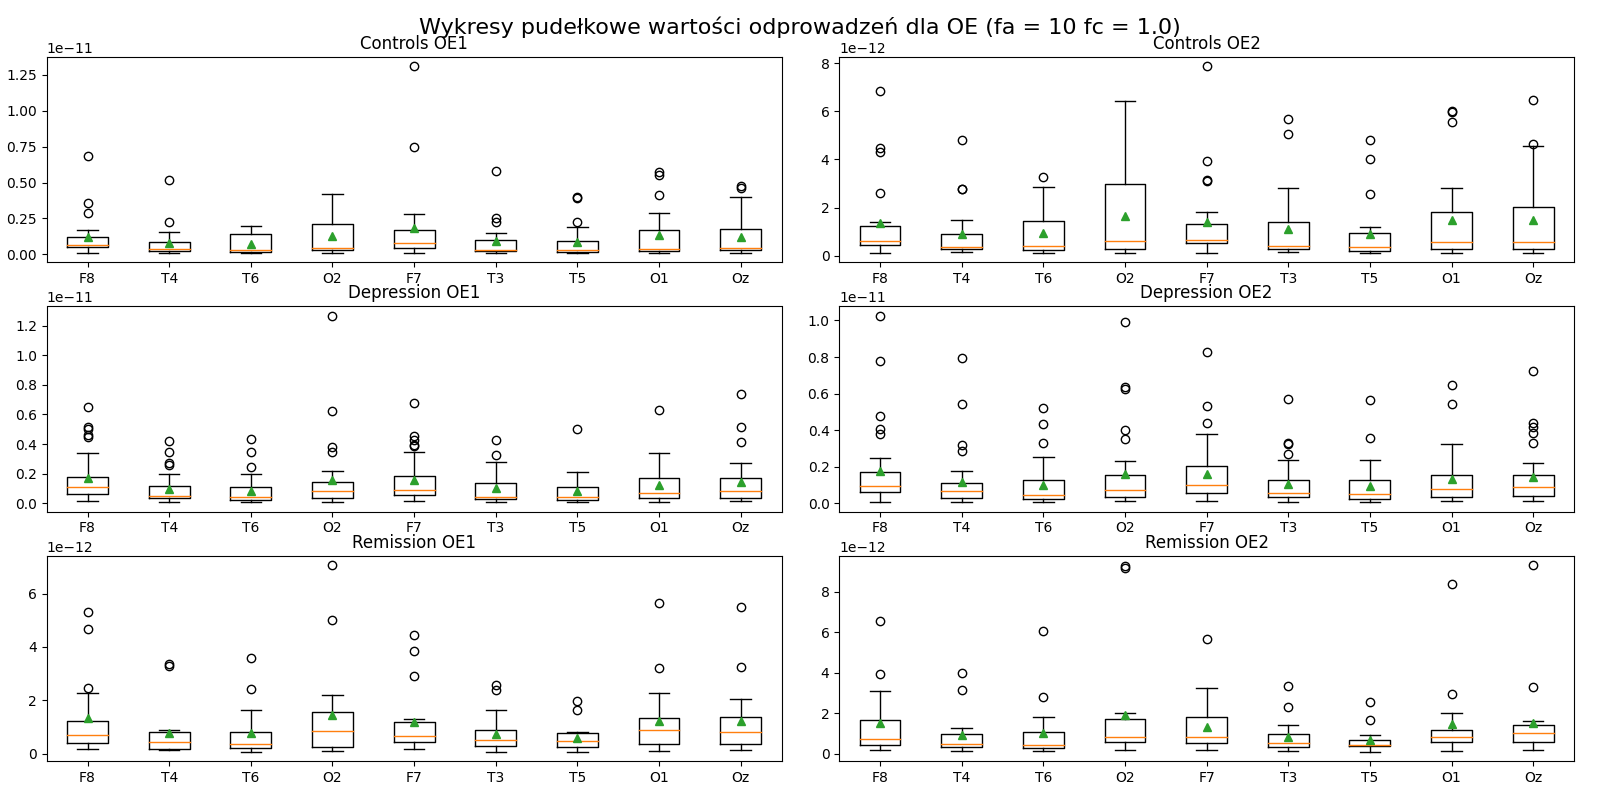 Wykresy pudełkowe wartości odprowadzeń dla OE (fa = 10 fc = 1.0)
Controls OE1
1e−11
1.25
1.00
0.75
0.50
0.25
0.00
F8 T4 T6 O2 F7 T3 T5 O1 Oz
Controls OE2
1e−12
8
6
4
2
0
F8 T4 T6 O2 F7 T3 T5 O1 Oz
Depression OE1
1e−11
1.2
1.0
0.8
0.6
0.4
0.2
0.0
F8 T4 T6 O2 F7 T3 T5 O1 Oz
Depression OE2
1e−11
1.0
0.8
0.6
0.4
0.2
0.0
F8 T4 T6 O2 F7 T3 T5 O1 Oz
Remission OE1
1e−12
6
4
2
0
F8 T4 T6 O2 F7 T3 T5 O1 Oz
Remission OE2
1e−12
8
6
4
2
0
F8 T4 T6 O2 F7 T3 T5 O1 Oz